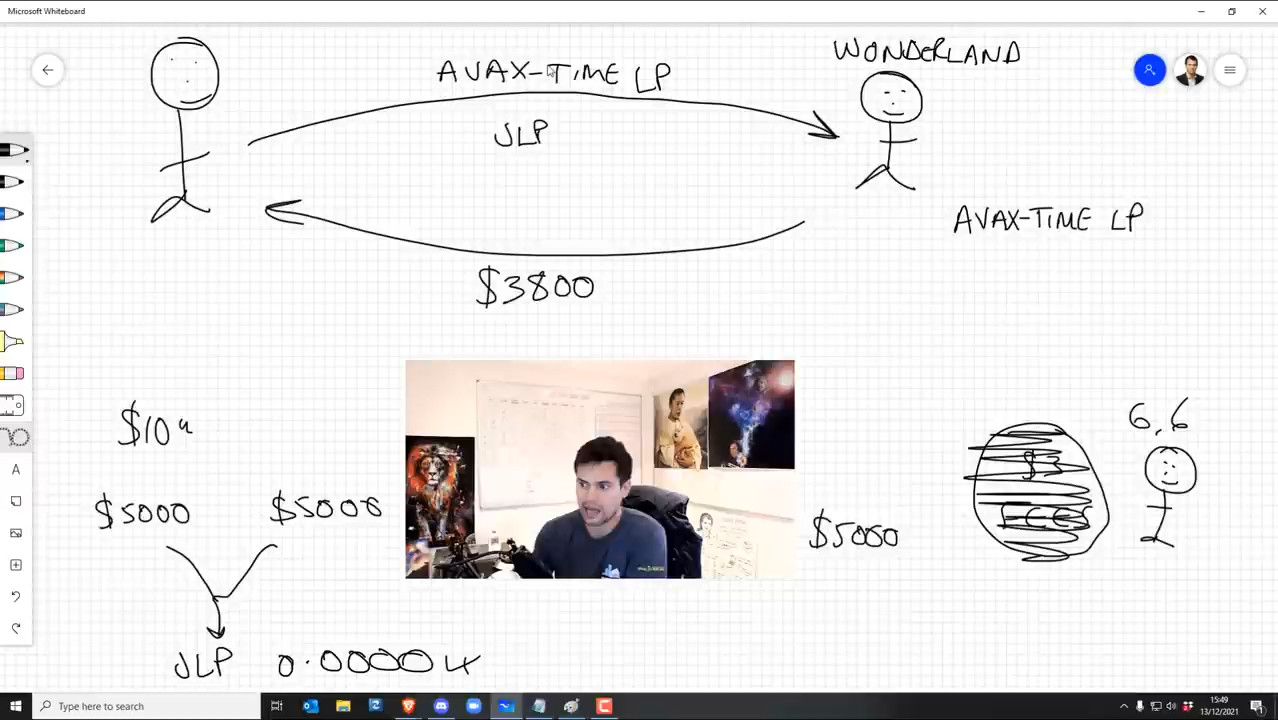 Microsoft Whiteboard
WONDERLAND
AVAX-TIME LP
JLP
AVAX-TIME LP
$3800
$10
6,6
$3
$5000
$5000
$5000
JLP 0.00004
A
Type here to search
15:49
13/12/2021